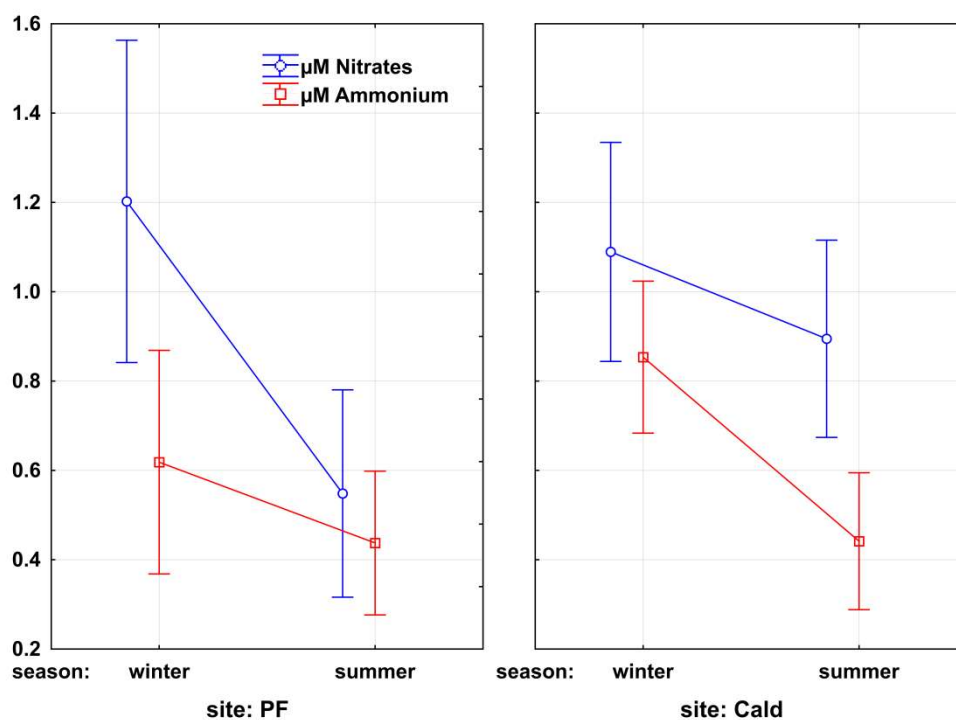 1.6
1.4
1.2
1.0
0.8
0.6
0.4
0.2
µM Nitrates
µM Ammonium
season: winter summer winter summer
site: PF site: Cald